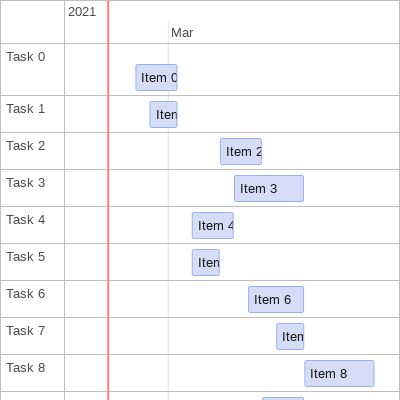 2021
Mar
Task 0
Item 0
Task 1
Item
Task 2
Item 2
Task 3
Item 3
Task 4
Item 4
Task 5
Item
Task 6
Item 6
Task 7
Item
Task 8
Item 8